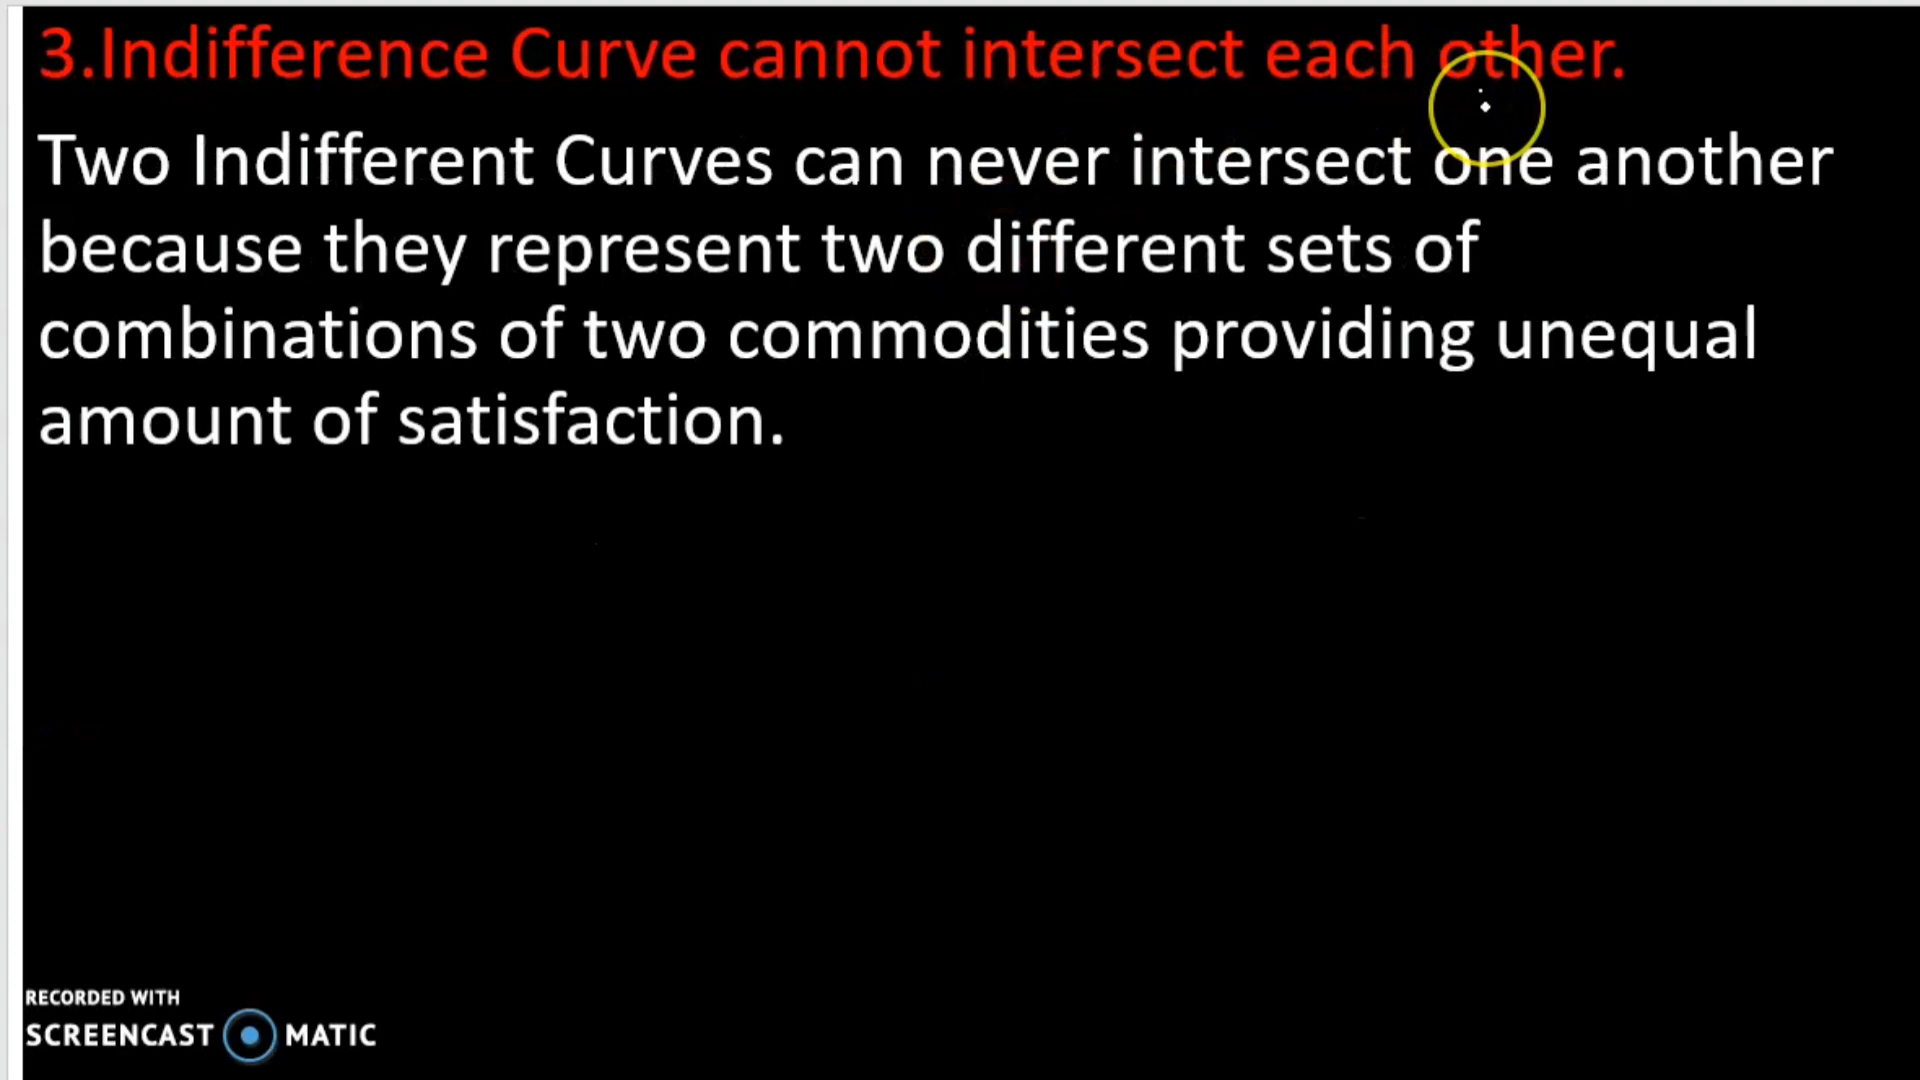 3.Indifference Curve cannot intersect each other.
Two Indifferent Curves can never intersect one another
because they represent two different sets of
combinations of two commodities providing unequal
amount of satisfaction.
RECORDED WITH
SCREENCAST MATIC